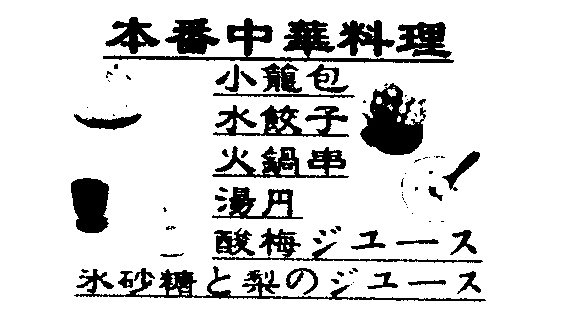 本番中華料理
小籠包
水餃子
火鍋串
湯円
酸梅ジュース
氷砂糖と梨のジュース